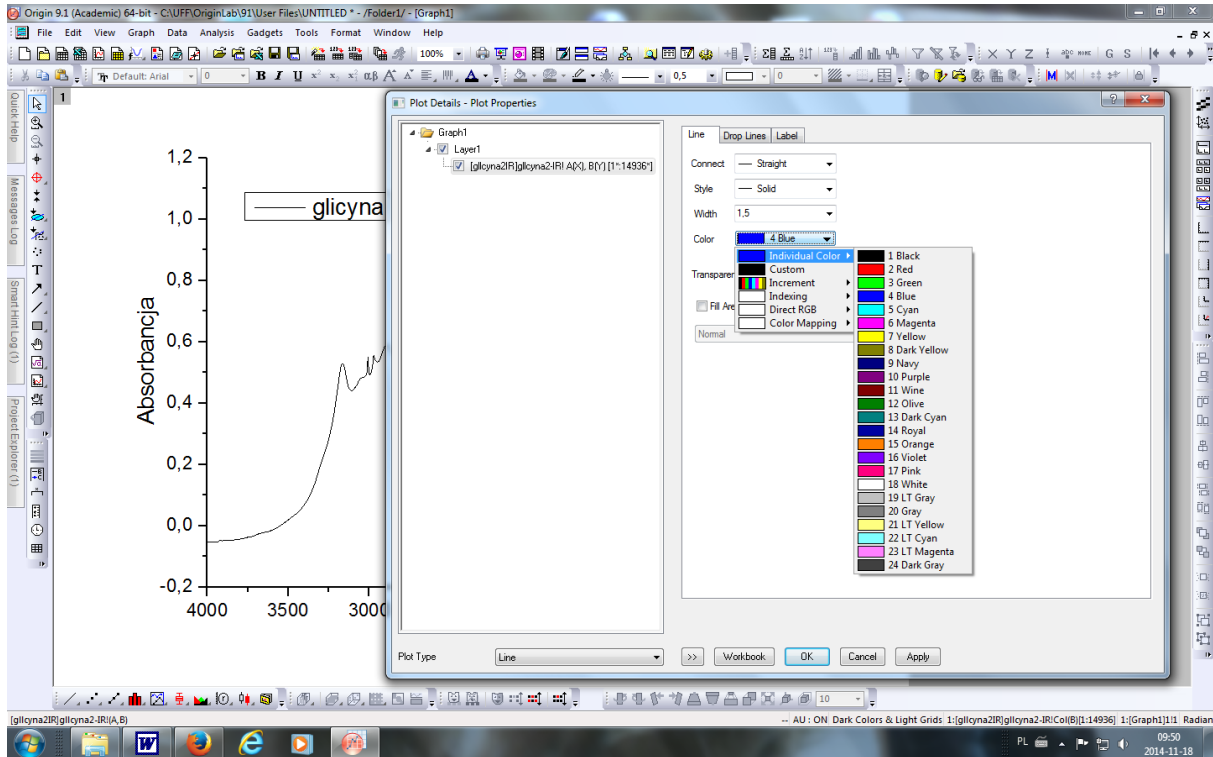 Origin 9.1 (Academic) 64-bit - C:\UFF\OriginLab\91\User Files\UNTITLED * - /Folder1/ - [Graph1]
File Edit View Graph Data Analysis Gadgets Tools Format Window Help
100%
X Y Z
G S
Default: Arial 0 B I U
αβ A A
0,5 0
Quick Help
Messages Log
Smart Hint Log (1)
Project Explorer (1)
T
1
1,2
1,0
0,8
0,6
0,4
0,2
0,0
-0,2
4000 3500 3000
Absorbancja
glicyna
Plot Details - Plot Properties
Graph1
Layer1
[glicyna2IR]glicyna2-IR! A(X), B(Y) [1*:14936*]
Line Drop Lines Label
Connect Straight
Style Solid
Width 1,5
Color 4 Blue
Transparen
Fill Are
Normal
Individual Color
Custom
Increment
Indexing
Direct RGB
Color Mapping
1 Black
2 Red
3 Green
4 Blue
5 Cyan
6 Magenta
7 Yellow
8 Dark Yellow
9 Navy
10 Purple
11 Wine
12 Olive
13 Dark Cyan
14 Royal
15 Orange
16 Violet
17 Pink
18 White
19 LT Gray
20 Gray
21 LT Yellow
22 LT Cyan
23 LT Magenta
24 Dark Gray
Plot Type Line >> Workbook OK Cancel Apply
10
[glicyna2IR]glicyna2-IR!(A,B)
-- AU : ON Dark Colors & Light Grids 1:[glicyna2IR]glicyna2-IR!Col(B)[1:14936] 1:[Graph1]1!1 Radian
PL
09:50
2014-11-18